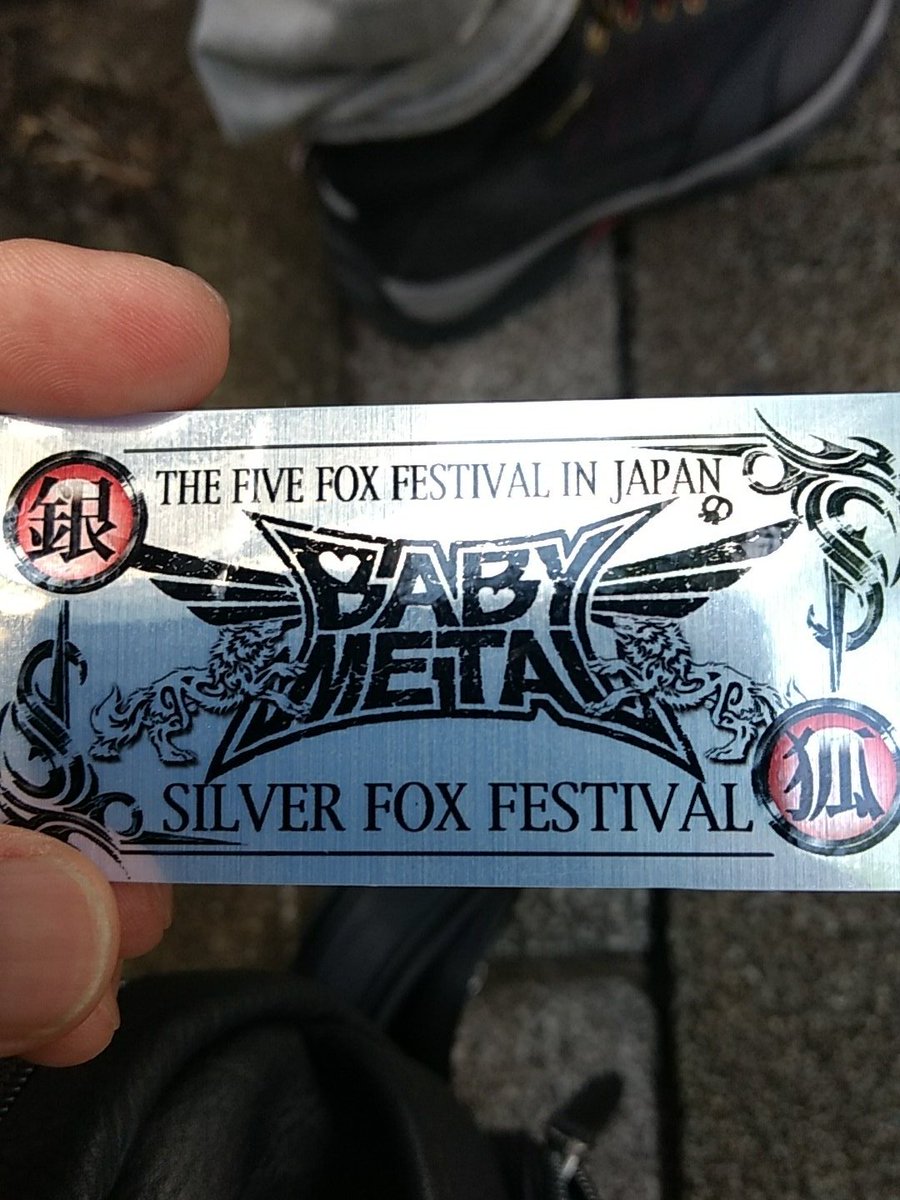 銀
THE FIVE FOX FESTIVAL IN JAPAN
BABY
METAL
SILVER FOX FESTIVAL
狐